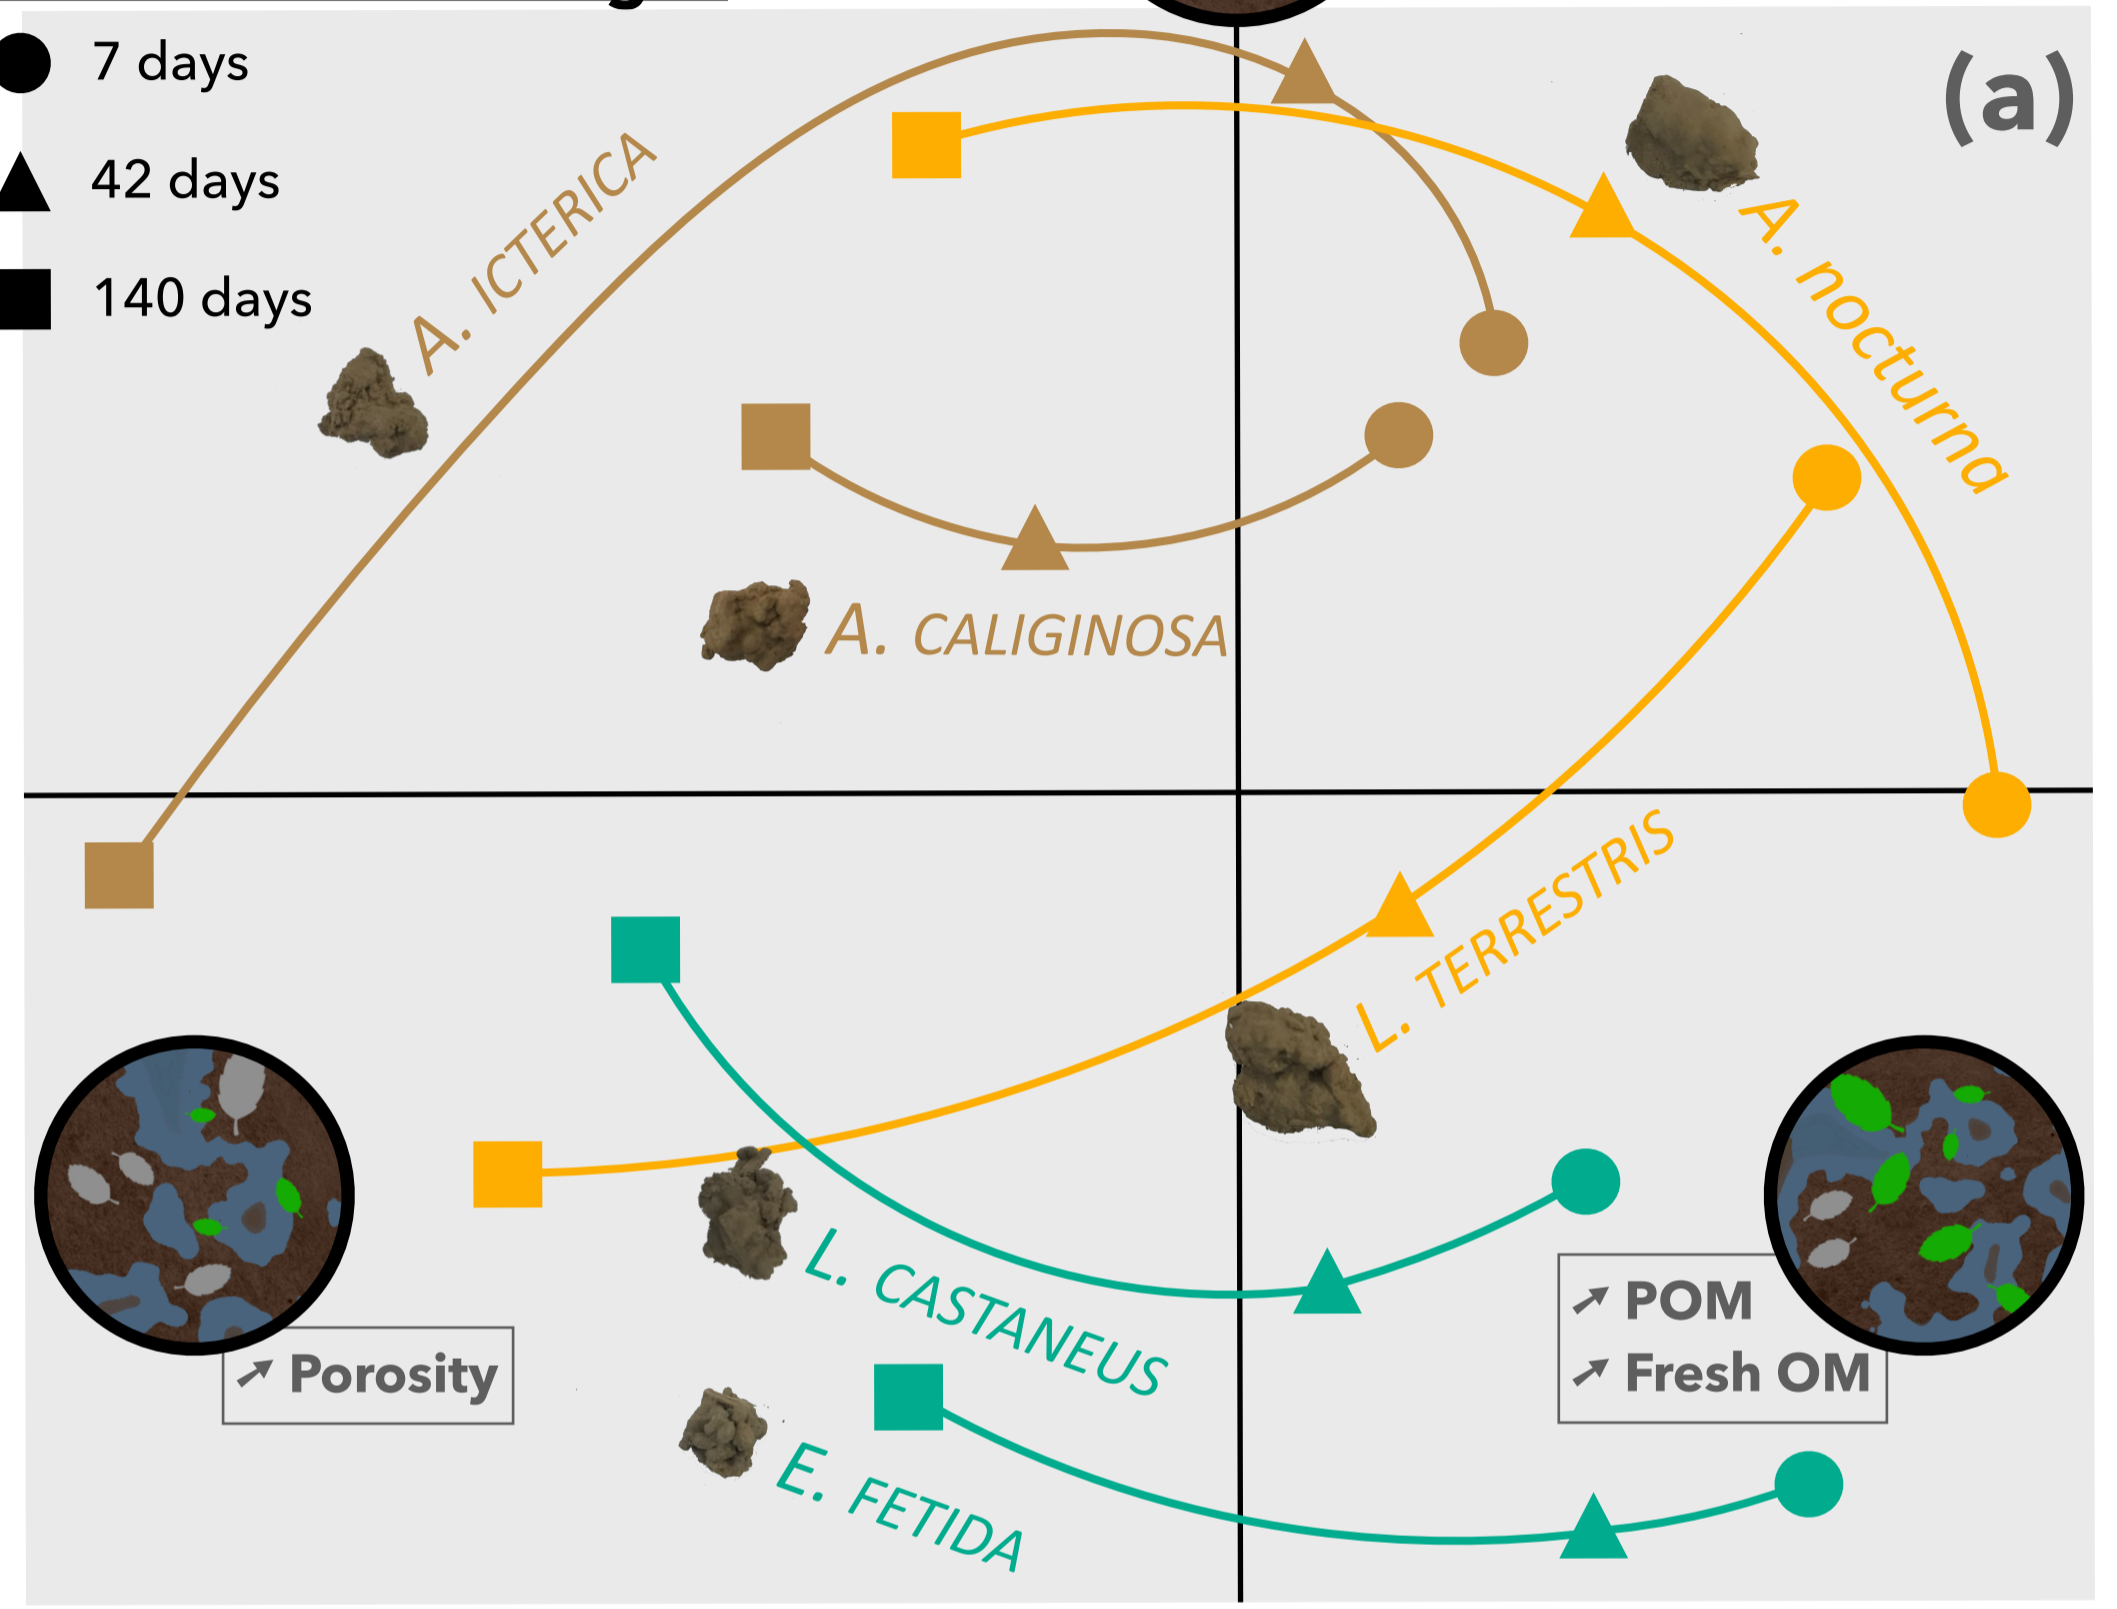 7 days
42 days
140 days
(a)
A. ICTERICA
A. nocturna
A. CALIGINOSA
L. TERRESTRIS
L. CASTANEUS
E. FETIDA
➚ Porosity
➚ POM
➚ Fresh OM